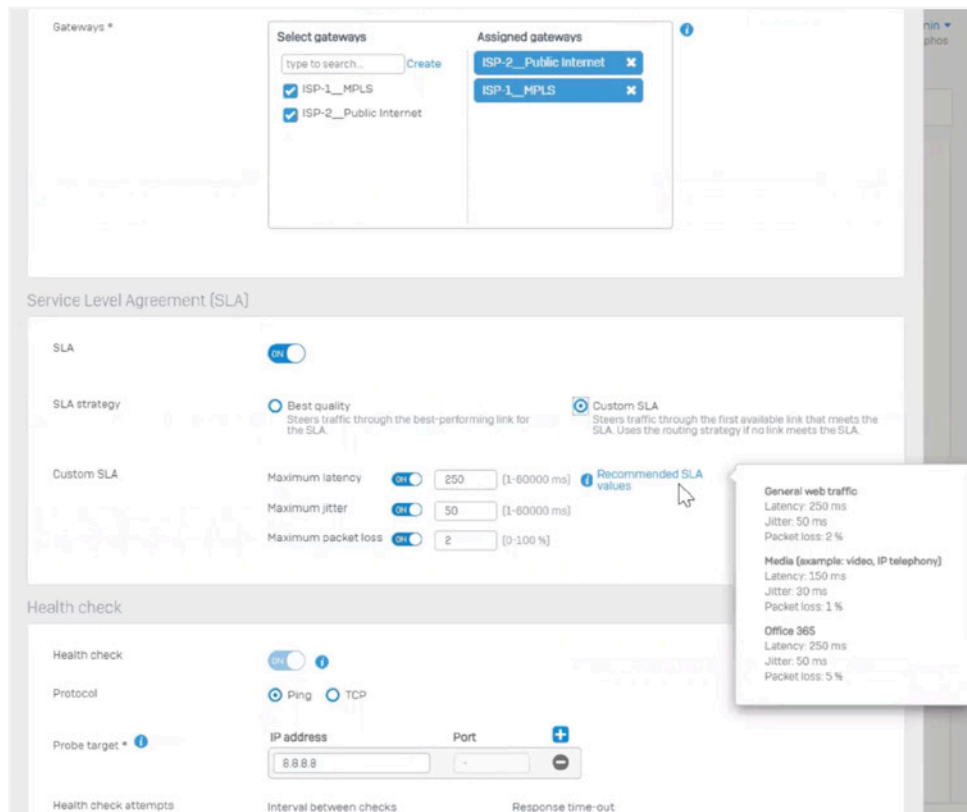 Gateways *
Select gateways
Assigned gateways
type to search...
Create
ISP-1__MPLS
ISP-2__Public Internet
ISP-2__Public Internet
ISP-1__MPLS
phos
Service Level Agreement (SLA)
SLA
ON
SLA strategy
Best quality
Steers traffic through the best-performing link for
the SLA.
Custom SLA
Steers traffic through the first available link that meets the
SLA. Uses the routing strategy if no link meets the SLA.
Custom SLA
Maximum latency ON 250 (1-60000 ms)
Recommended SLA
values
Maximum jitter ON 50 (1-60000 ms)
Maximum packet loss ON 2 (0-100 %)
General web traffic
Latency: 250 ms
Jitter: 50 ms
Packet loss: 2 %
Media (example: video, IP telephony)
Latency: 150 ms
Jitter: 30 ms
Packet loss: 1 %
Office 365
Latency: 250 ms
Jitter: 50 ms
Packet loss: 5 %
Health check
Health check
ON
Protocol
Ping
TCP
Probe target *
IP address
Port
8.8.8.8
-
Health check attempts
Interval between checks
Response time-out